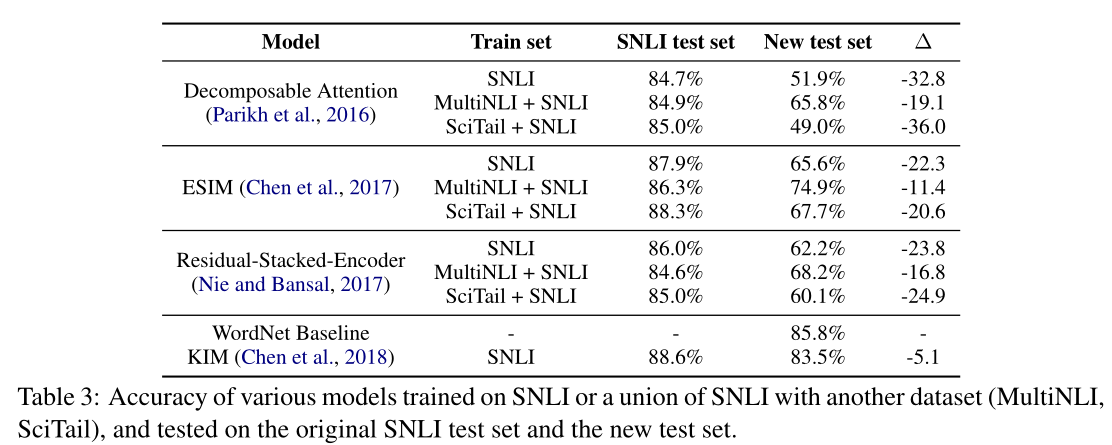 Model Train set SNLI test set New test set Δ
SNLI 84.7% 51.9% -32.8
Decomposable Attention
(Parikh et al., 2016)
MultiNLI + SNLI 84.9% 65.8% -19.1
SciTail + SNLI 85.0% 49.0% -36.0
SNLI 87.9% 65.6% -22.3
ESIM (Chen et al., 2017) MultiNLI + SNLI 86.3% 74.9% -11.4
SciTail + SNLI 88.3% 67.7% -20.6
SNLI 86.0% 62.2% -23.8
Residual-Stacked-Encoder
(Nie and Bansal, 2017)
MultiNLI + SNLI 84.6% 68.2% -16.8
SciTail + SNLI 85.0% 60.1% -24.9
WordNet Baseline - - 85.8% -
KIM (Chen et al., 2018) SNLI 88.6% 83.5% -5.1
Table 3: Accuracy of various models trained on SNLI or a union of SNLI with another dataset (MultiNLI,
SciTail), and tested on the original SNLI test set and the new test set.